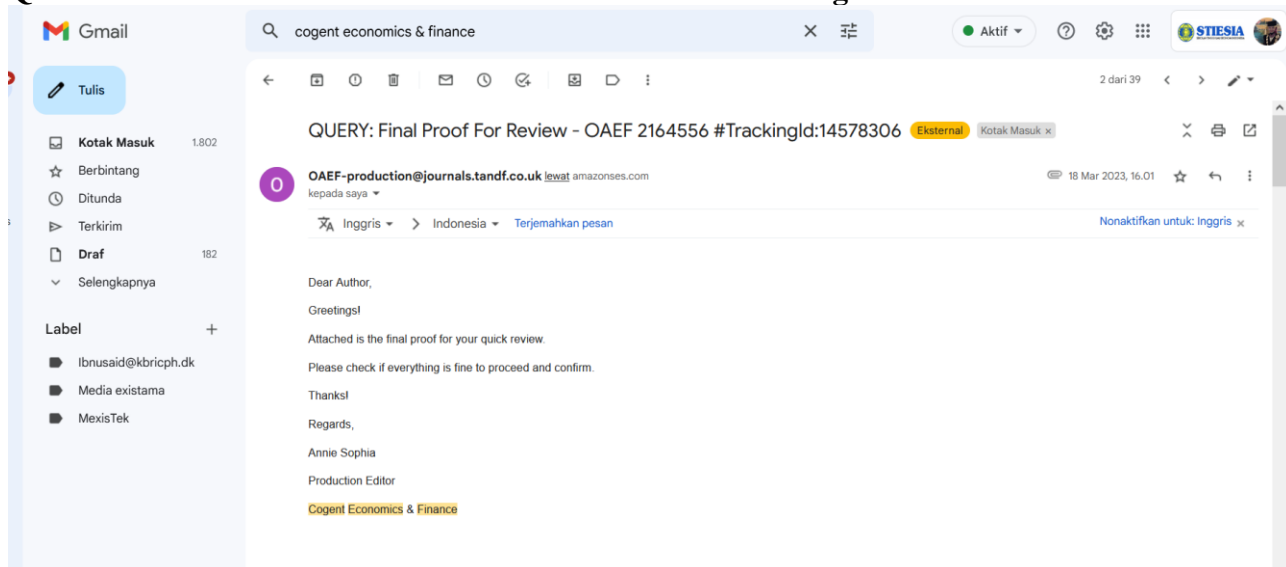 Gmail
cogent economics & finance
Aktif
STIESIA
Tulis
2 dari 39
Kotak Masuk 1.802
Berbintang
Ditunda
Terkirim
Draf 182
Selengkapnya
Label
Ibnusaid@kbricph.dk
Media existama
MexisTek
QUERY: Final Proof For Review - OAEF 2164556 #TrackingId:14578306 Eksternal Kotak Masuk ×
O
OAEF-production@journals.tandf.co.uk lewat amazonses.com 18 Mar 2023, 16.01
kepada saya
Inggris > Indonesia Terjemahkan pesan Nonaktifkan untuk: Inggris ×
Dear Author,
Greetings!
Attached is the final proof for your quick review.
Please check if everything is fine to proceed and confirm.
Thanks!
Regards,
Annie Sophia
Production Editor
Cogent Economics & Finance